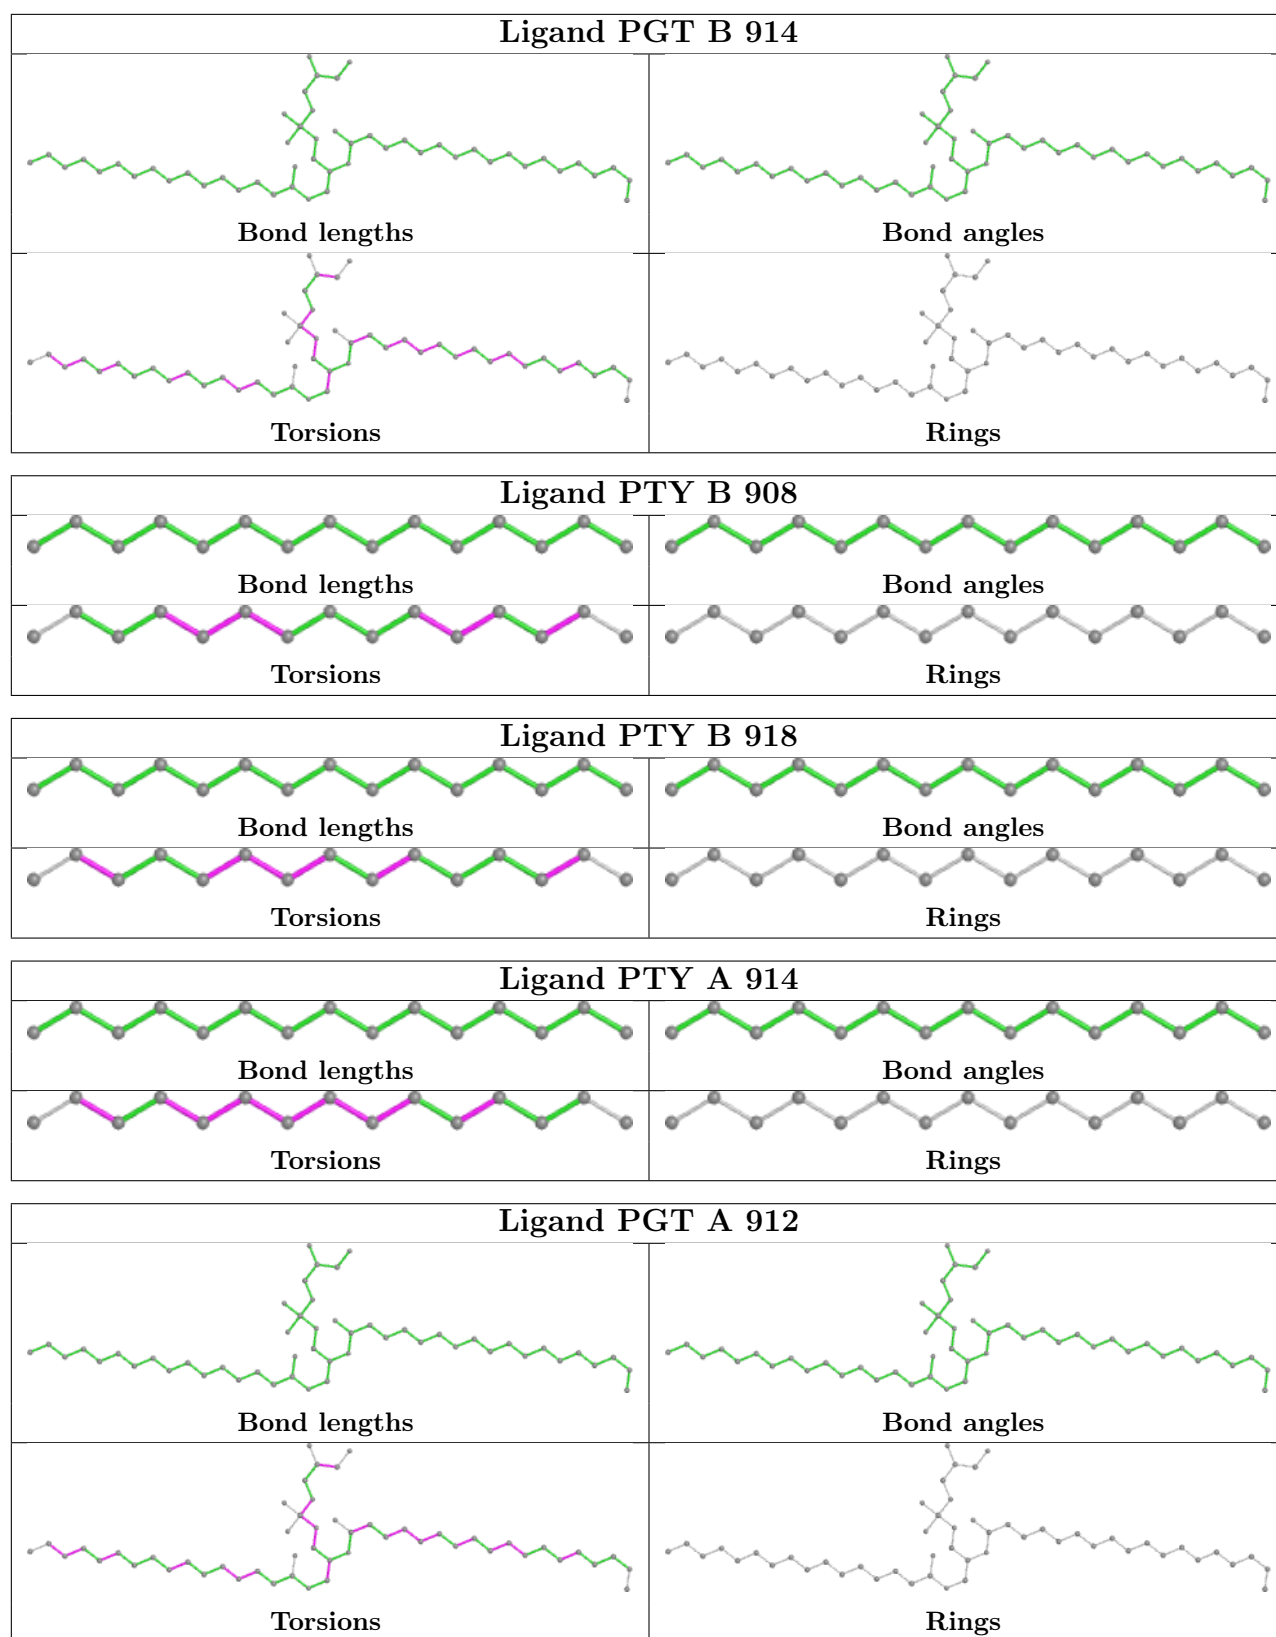 Ligand PGT B 914
Bond lengths
Bond angles
Torsions
Rings
Ligand PTY B 908
Bond lengths
Bond angles
Torsions
Rings
Ligand PTY B 918
Bond lengths
Bond angles
Torsions
Rings
Ligand PTY A 914
Bond lengths
Bond angles
Torsions
Rings
Ligand PGT A 912
Bond lengths
Bond angles
Torsions
Rings